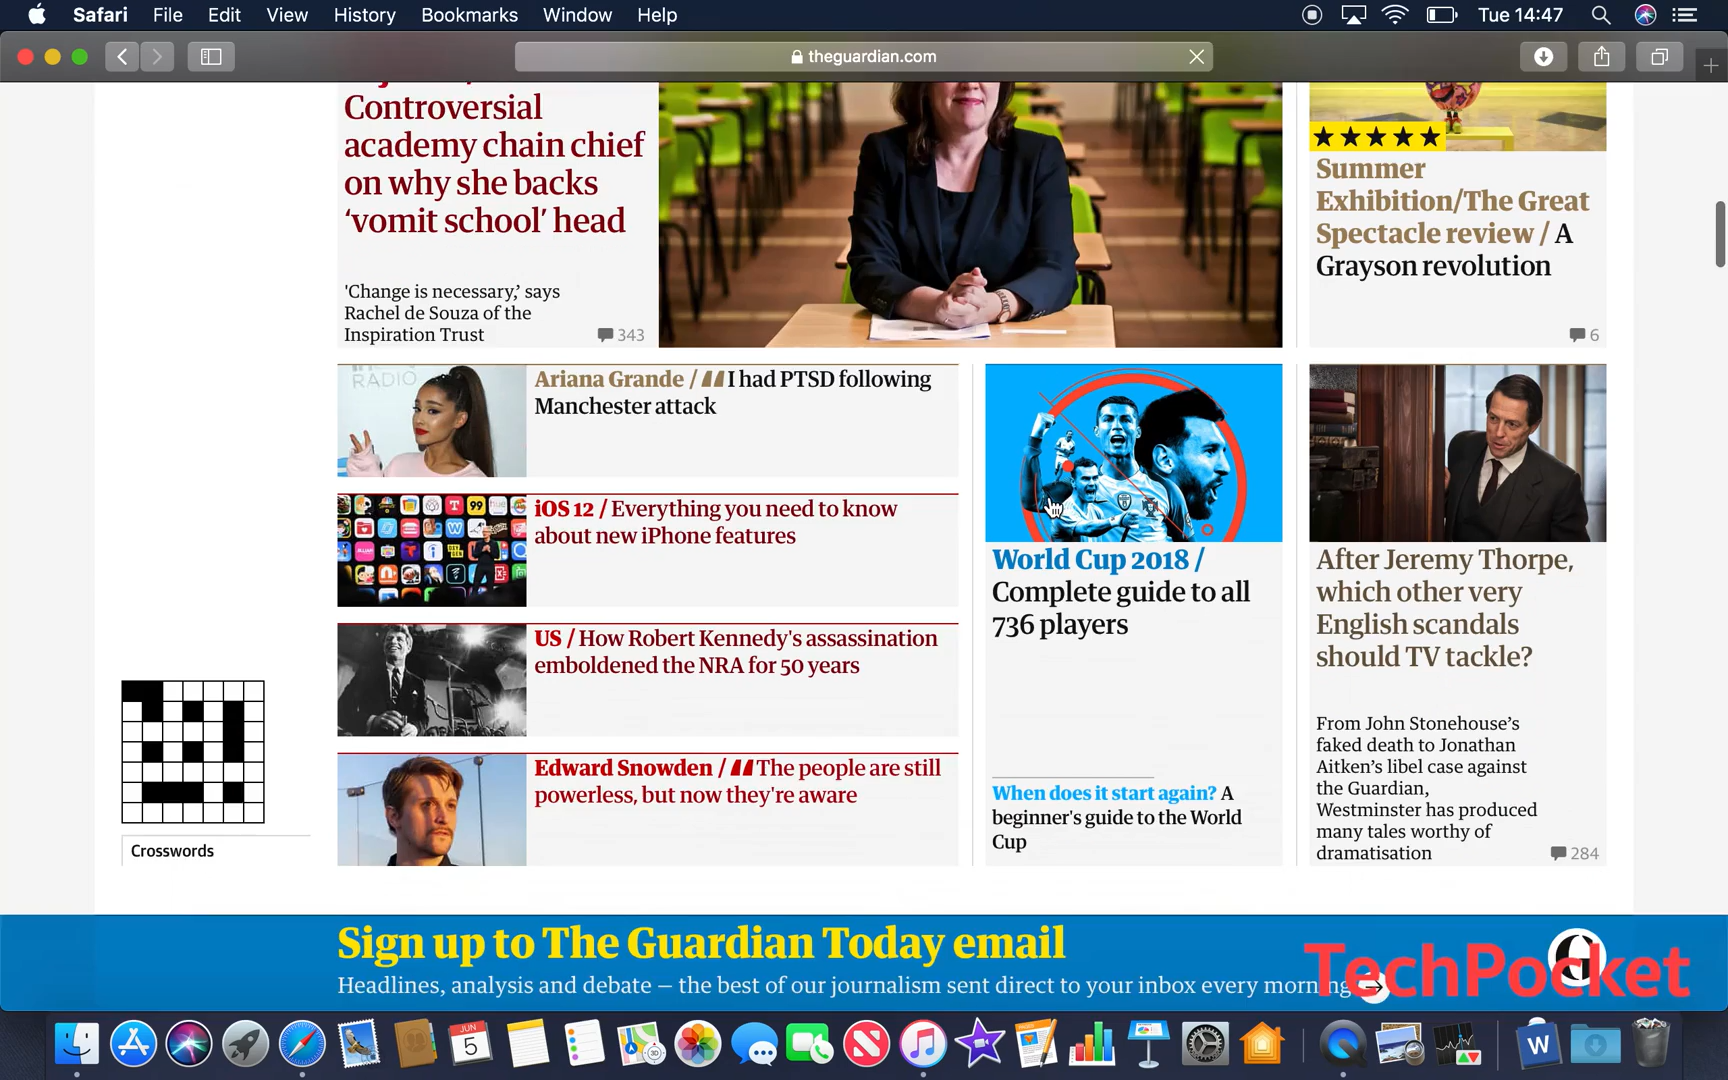 Safari File Edit View History Bookmarks Window Help Tue 14:47
theguardian.com
Controversial
academy chain chief
on why she backs
‘vomit school’ head
'Change is necessary,’ says
Rachel de Souza of the
Inspiration Trust
343
★★★★★
Summer
Exhibition/The Great
Spectacle review / A
Grayson revolution
6
RADIO
Ariana Grande / “I had PTSD following
Manchester attack
iOS 12 / Everything you need to know
about new iPhone features
US / How Robert Kennedy's assassination
emboldened the NRA for 50 years
Edward Snowden / “The people are still
powerless, but now they're aware
World Cup 2018 /
Complete guide to all
736 players
When does it start again? A
beginner's guide to the World
Cup
After Jeremy Thorpe,
which other very
English scandals
should TV tackle?
From John Stonehouse’s
faked death to Jonathan
Aitken’s libel case against
the Guardian,
Westminster has produced
many tales worthy of
dramatisation
284
Crosswords
Sign up to The Guardian Today email
Headlines, analysis and debate — the best of our journalism sent direct to your inbox every morning
G
TechPocket
JUN
5
3D
W